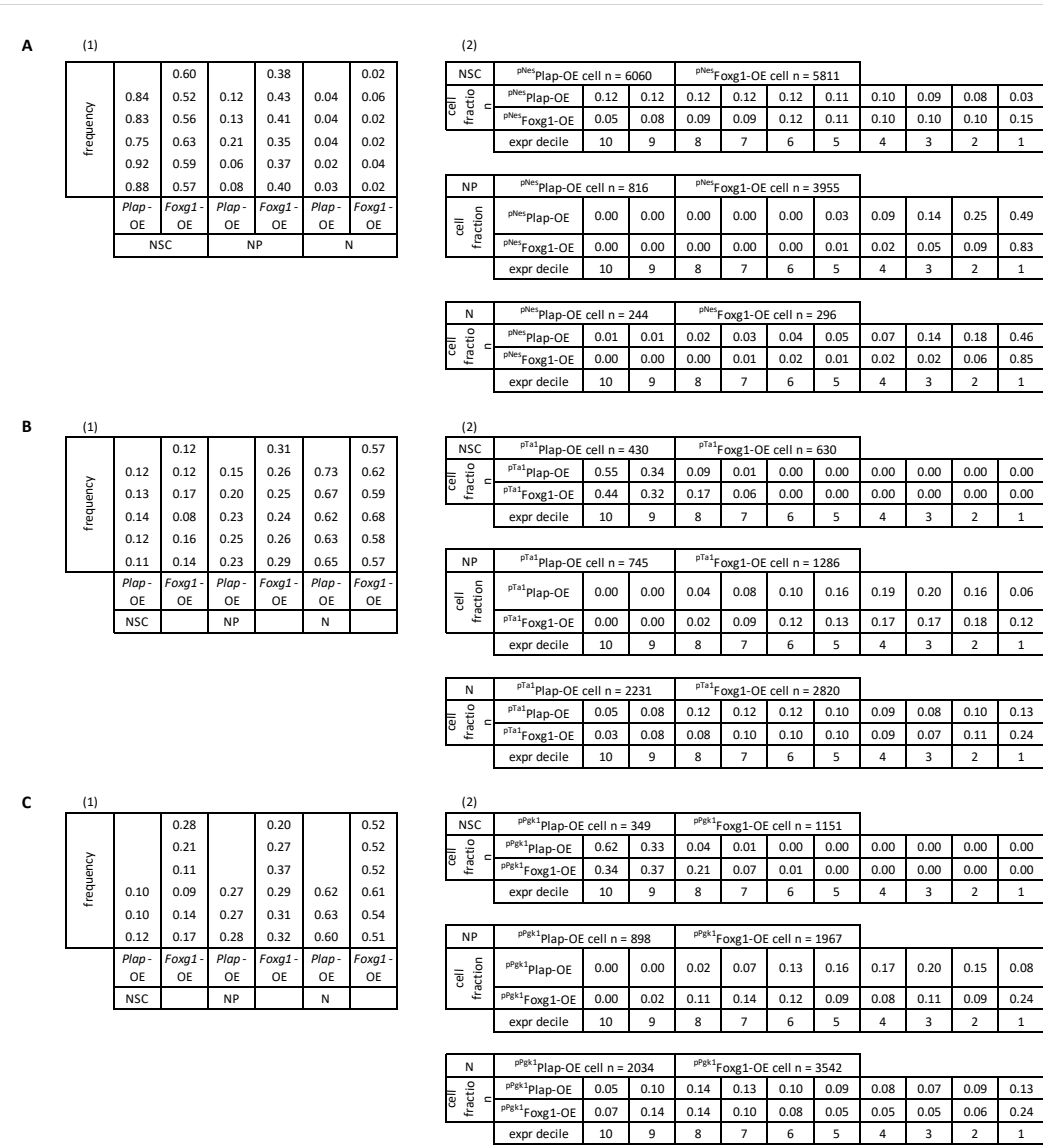 A (1) (2)
frequency
0.60 0.38 0.02
0.84 0.52 0.12 0.43 0.04 0.06
0.83 0.56 0.13 0.41 0.04 0.02
0.75 0.63 0.21 0.35 0.04 0.02
0.92 0.59 0.06 0.37 0.02 0.04
0.88 0.57 0.08 0.40 0.03 0.02
Plap- Foxg1- Plap- Foxg1- Plap- Foxg1-
OE OE OE OE OE OE
NSC NP N
NSC pNesPlap-OE cell n = 6060 pNesFoxg1-OE cell n = 5811
cell fractio n
pNesPlap-OE 0.12 0.12 0.12 0.12 0.12 0.11 0.10 0.09 0.08 0.03
pNesFoxg1-OE 0.05 0.08 0.09 0.09 0.12 0.11 0.10 0.10 0.10 0.15
expr decile 10 9 8 7 6 5 4 3 2 1
NP pNesPlap-OE cell n = 816 pNesFoxg1-OE cell n = 3955
cell fraction
pNesPlap-OE 0.00 0.00 0.00 0.00 0.00 0.03 0.09 0.14 0.25 0.49
pNesFoxg1-OE 0.00 0.00 0.00 0.00 0.00 0.01 0.02 0.05 0.09 0.83
expr decile 10 9 8 7 6 5 4 3 2 1
N pNesPlap-OE cell n = 244 pNesFoxg1-OE cell n = 296
cell fractio n
pNesPlap-OE 0.01 0.01 0.02 0.03 0.04 0.05 0.07 0.14 0.18 0.46
pNesFoxg1-OE 0.00 0.00 0.00 0.01 0.02 0.01 0.02 0.02 0.06 0.85
expr decile 10 9 8 7 6 5 4 3 2 1
B (1) (2)
frequency
0.12 0.31 0.57
0.12 0.12 0.15 0.26 0.73 0.62
0.13 0.17 0.20 0.25 0.67 0.59
0.14 0.08 0.23 0.24 0.62 0.68
0.12 0.16 0.25 0.26 0.63 0.58
0.11 0.14 0.23 0.29 0.65 0.57
Plap- Foxg1- Plap- Foxg1- Plap- Foxg1-
OE OE OE OE OE OE
NSC NP N
NSC pTa1Plap-OE cell n = 430 pTa1Foxg1-OE cell n = 630
cell fractio n
pTa1Plap-OE 0.55 0.34 0.09 0.01 0.00 0.00 0.00 0.00 0.00 0.00
pTa1Foxg1-OE 0.44 0.32 0.17 0.06 0.00 0.00 0.00 0.00 0.00 0.00
expr decile 10 9 8 7 6 5 4 3 2 1
NP pTa1Plap-OE cell n = 745 pTa1Foxg1-OE cell n = 1286
cell fraction
pTa1Plap-OE 0.00 0.00 0.04 0.08 0.10 0.16 0.19 0.20 0.16 0.06
pTa1Foxg1-OE 0.00 0.00 0.02 0.09 0.12 0.13 0.17 0.17 0.18 0.12
expr decile 10 9 8 7 6 5 4 3 2 1
N pTa1Plap-OE cell n = 2231 pTa1Foxg1-OE cell n = 2820
cell fractio n
pTa1Plap-OE 0.05 0.08 0.12 0.12 0.12 0.10 0.09 0.08 0.10 0.13
pTa1Foxg1-OE 0.03 0.08 0.08 0.10 0.10 0.10 0.09 0.07 0.11 0.24
expr decile 10 9 8 7 6 5 4 3 2 1
C (1) (2)
frequency
0.28 0.20 0.52
0.21 0.27 0.52
0.11 0.37 0.52
0.10 0.09 0.27 0.29 0.62 0.61
0.10 0.14 0.27 0.31 0.63 0.54
0.12 0.17 0.28 0.32 0.60 0.51
Plap- Foxg1- Plap- Foxg1- Plap- Foxg1-
OE OE OE OE OE OE
NSC NP N
NSC pPgk1Plap-OE cell n = 349 pPgk1Foxg1-OE cell n = 1151
cell fractio n
pPgk1Plap-OE 0.62 0.33 0.04 0.01 0.00 0.00 0.00 0.00 0.00 0.00
pPgk1Foxg1-OE 0.34 0.37 0.21 0.07 0.01 0.00 0.00 0.00 0.00 0.00
expr decile 10 9 8 7 6 5 4 3 2 1
NP pPgk1Plap-OE cell n = 898 pPgk1Foxg1-OE cell n = 1967
cell fraction
pPgk1Plap-OE 0.00 0.00 0.02 0.07 0.13 0.16 0.17 0.20 0.15 0.08
pPgk1Foxg1-OE 0.00 0.02 0.11 0.14 0.12 0.09 0.08 0.11 0.09 0.24
expr decile 10 9 8 7 6 5 4 3 2 1
N pPgk1Plap-OE cell n = 2034 pPgk1Foxg1-OE cell n = 3542
cell fractio n
pPgk1Plap-OE 0.05 0.10 0.14 0.13 0.10 0.09 0.08 0.07 0.09 0.13
pPgk1Foxg1-OE 0.07 0.14 0.14 0.10 0.08 0.05 0.05 0.05 0.06 0.24
expr decile 10 9 8 7 6 5 4 3 2 1